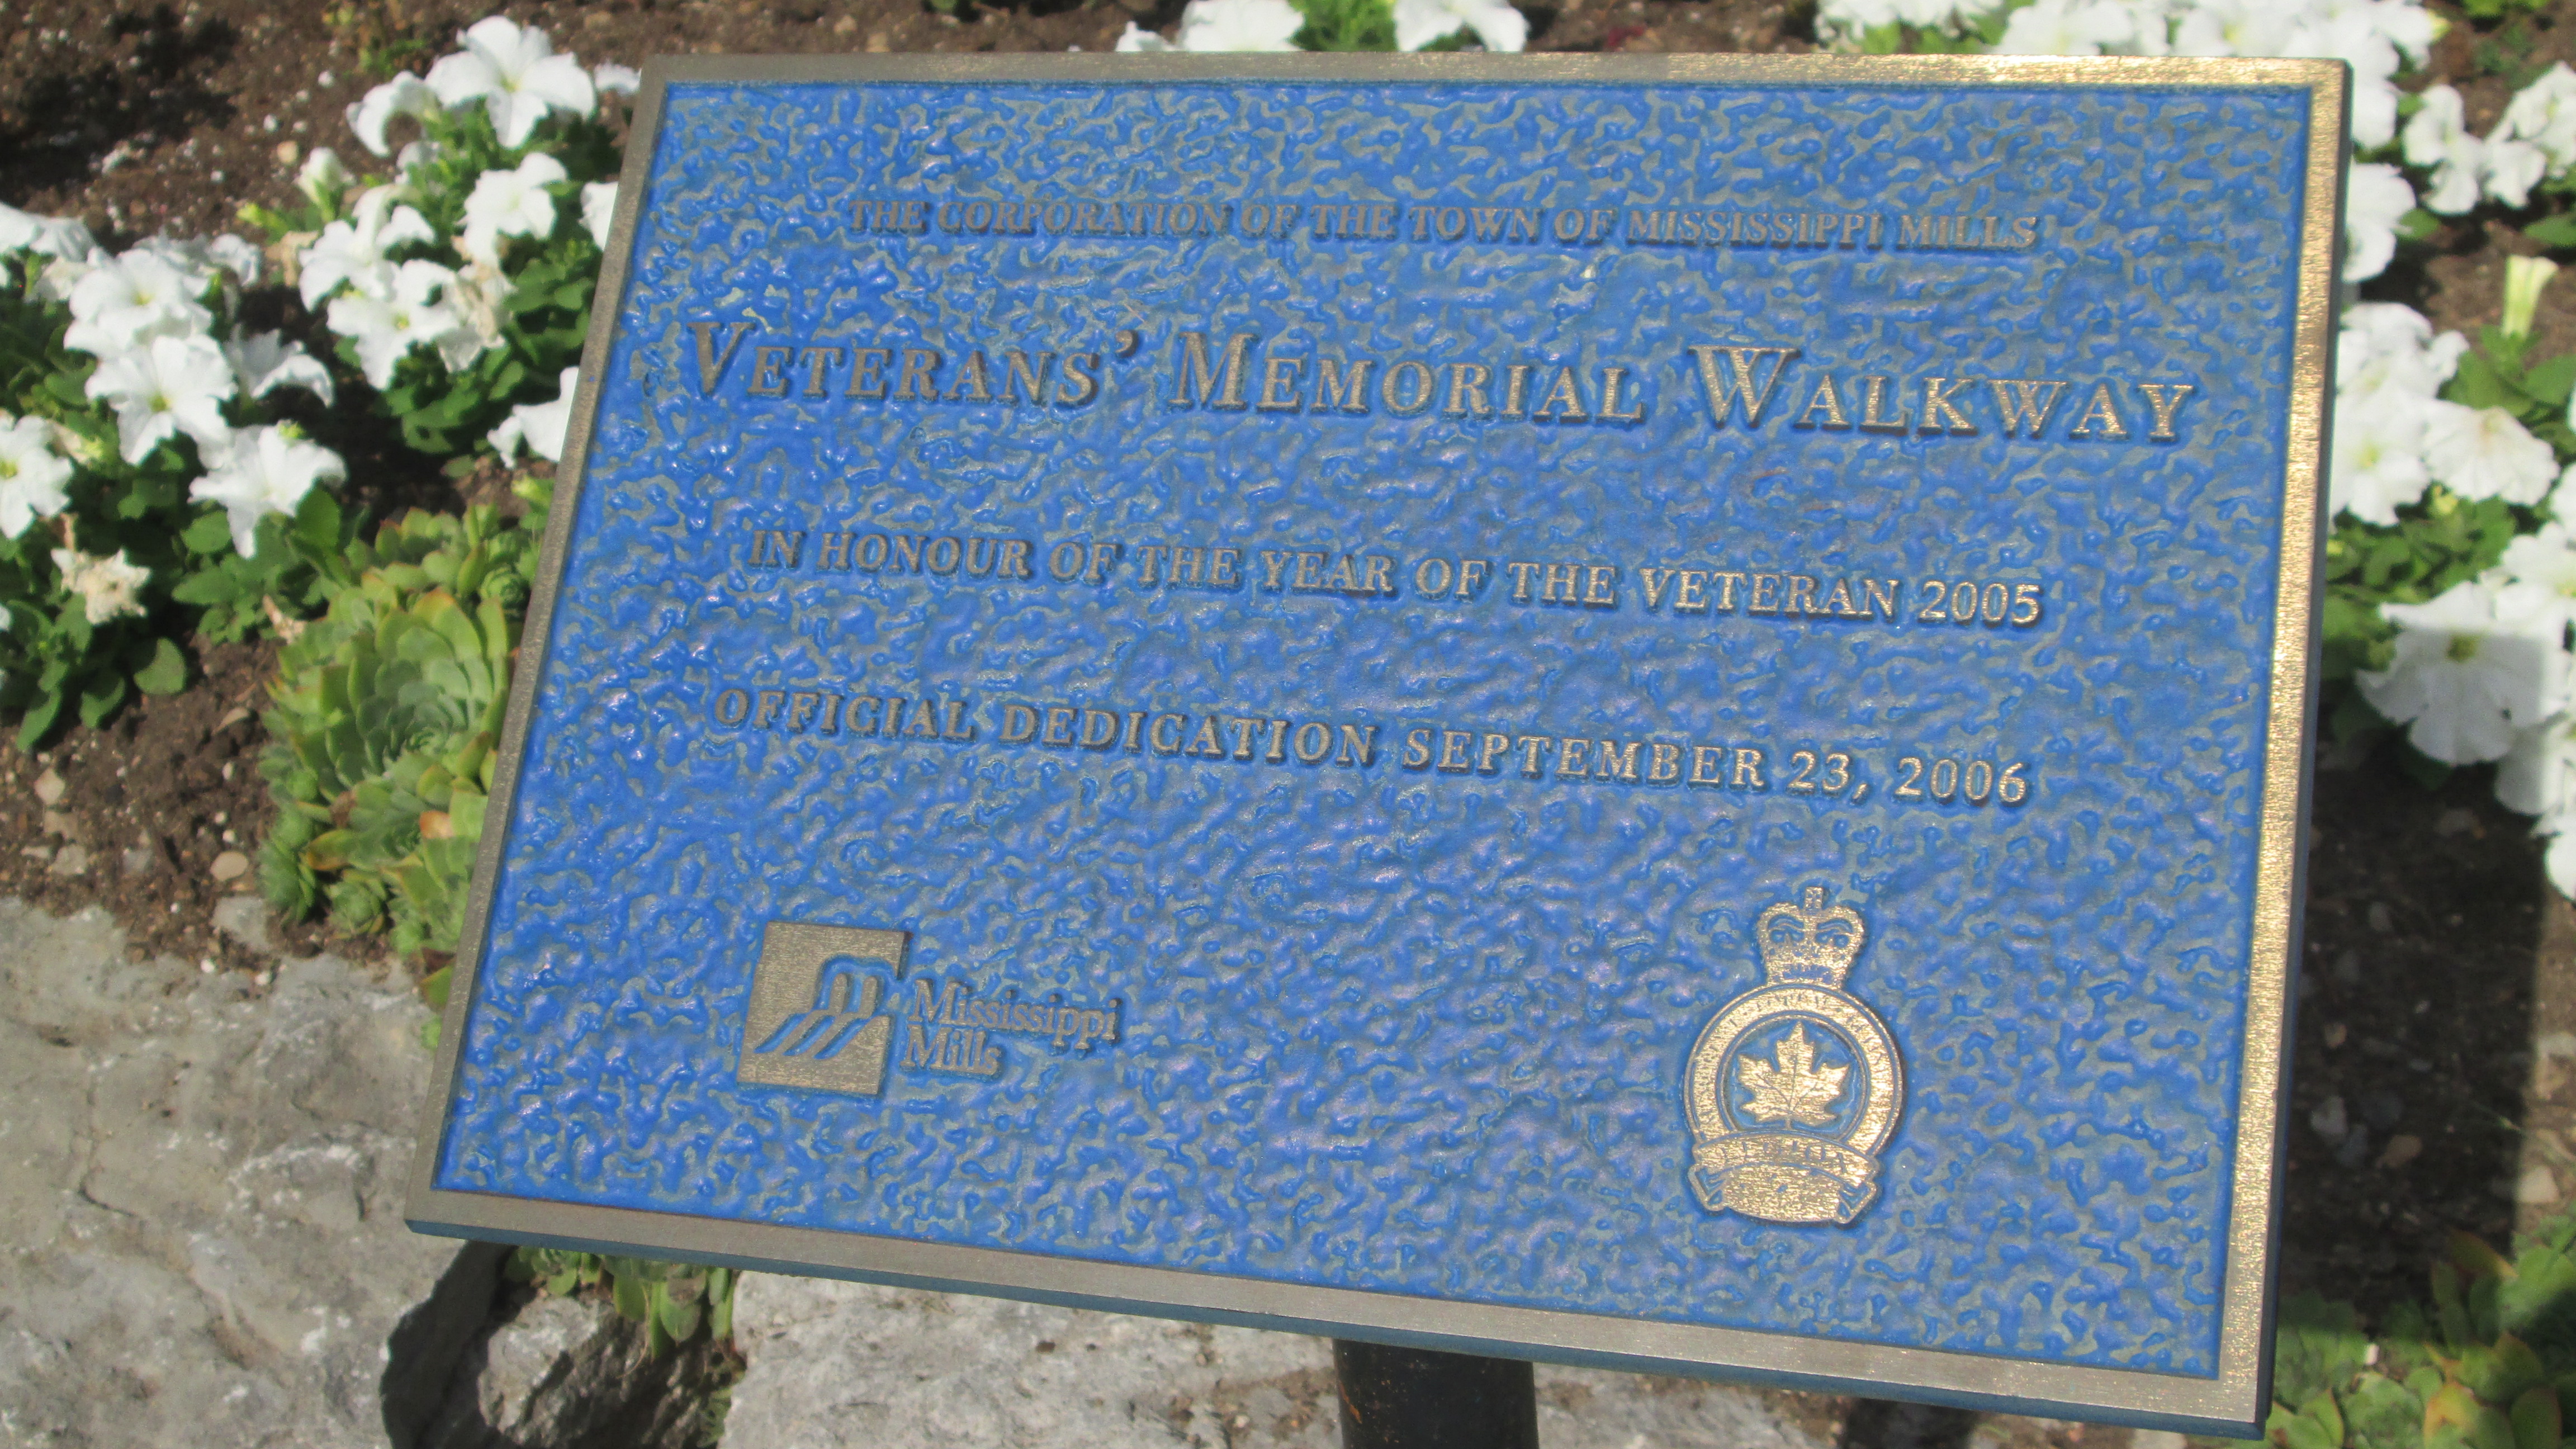 THE CORPORATION OF THE TOWN OF MISSISSIPPI MILLS
VETERANS' MEMORIAL WALKWAY
IN HONOUR OF THE YEAR OF THE VETERAN 2005
OFFICIAL DEDICATION SEPTEMBER 23, 2006
Mississippi
Mills